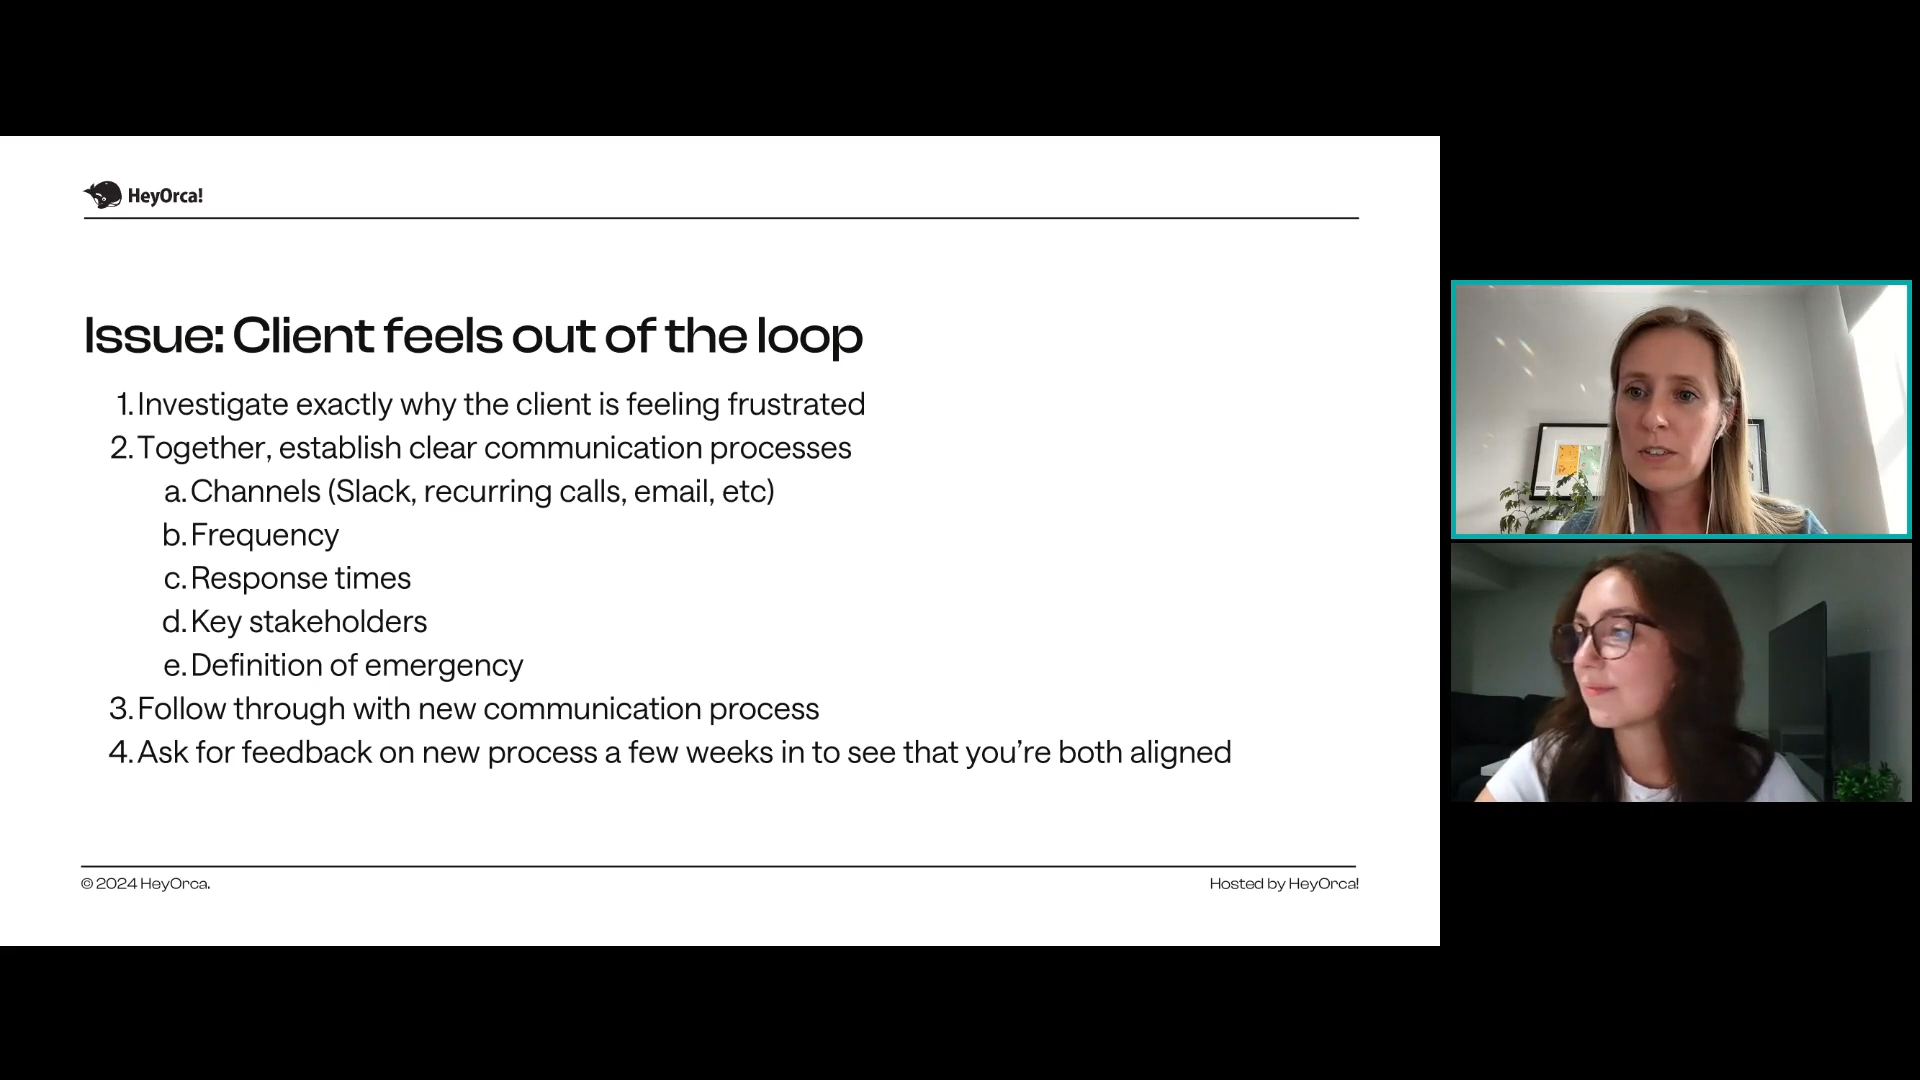 HeyOrca!
Issue: Client feels out of the loop
1. Investigate exactly why the client is feeling frustrated
2. Together, establish clear communication processes
a. Channels (Slack, recurring calls, email, etc)
b. Frequency
c. Response times
d. Key stakeholders
e. Definition of emergency
3. Follow through with new communication process
4. Ask for feedback on new process a few weeks in to see that you’re both aligned
© 2024 HeyOrca.
Hosted by HeyOrca!